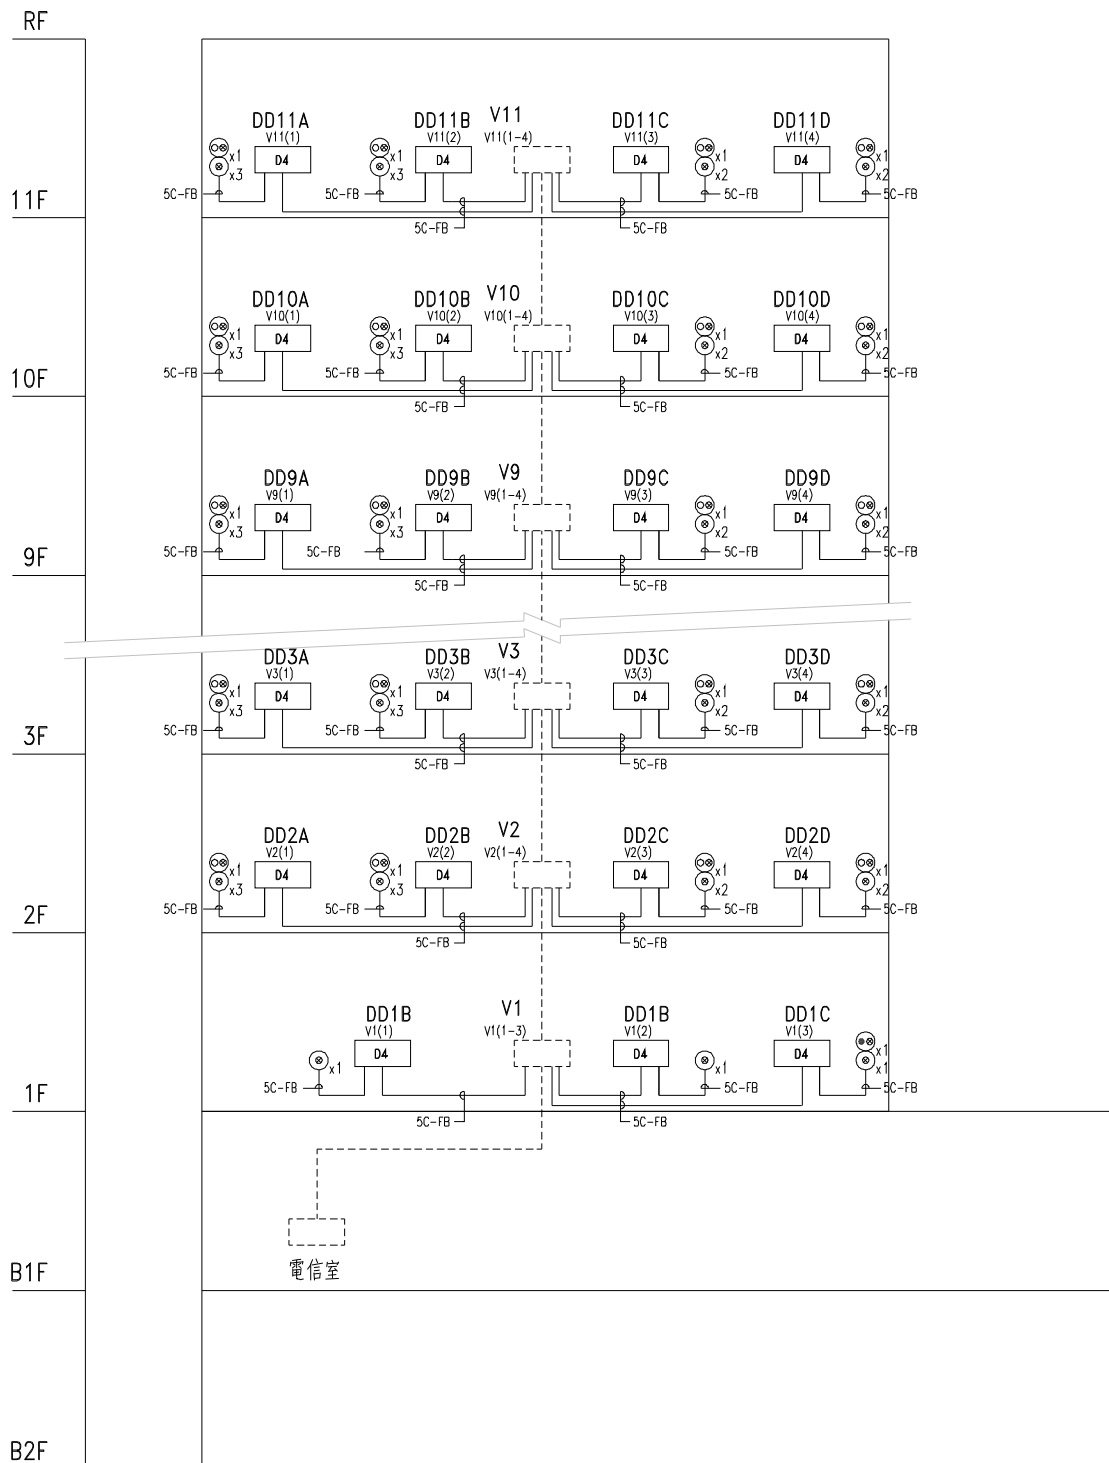 RF
DD11A DD11B V11 DD11C DD11D
V11(1) V11(2) V11(1-4) V11(3) V11(4)
D4 D4 D4 D4
x1 x1 x1 x1
x3 x3 x2 x2
5C-FB 5C-FB 5C-FB 5C-FB
11F
5C-FB 5C-FB
DD10A DD10B V10 DD10C DD10D
V10(1) V10(2) V10(1-4) V10(3) V10(4)
D4 D4 D4 D4
x1 x1 x1 x1
x3 x3 x2 x2
5C-FB 5C-FB 5C-FB 5C-FB
10F
5C-FB 5C-FB
DD9A DD9B V9 DD9C DD9D
V9(1) V9(2) V9(1-4) V9(3) V9(4)
D4 D4 D4 D4
x1 x1 x1 x1
x3 x3 x2 x2
5C-FB 5C-FB 5C-FB 5C-FB
9F
5C-FB 5C-FB
DD3A DD3B V3 DD3C DD3D
V3(1) V3(2) V3(1-4) V3(3) V3(4)
D4 D4 D4 D4
x1 x1 x1 x1
x3 x3 x2 x2
5C-FB 5C-FB 5C-FB 5C-FB
3F
5C-FB 5C-FB
DD2A DD2B V2 DD2C DD2D
V2(1) V2(2) V2(1-4) V2(3) V2(4)
D4 D4 D4 D4
x1 x1 x1 x1
x3 x3 x2 x2
5C-FB 5C-FB 5C-FB 5C-FB
2F
5C-FB 5C-FB
DD1B V1 DD1B DD1C
V1(1) V1(1-3) V1(2) V1(3)
D4 D4 D4
x1 x1 x1
x1
5C-FB 5C-FB 5C-FB
1F
5C-FB 5C-FB
電信室
B1F
B2F